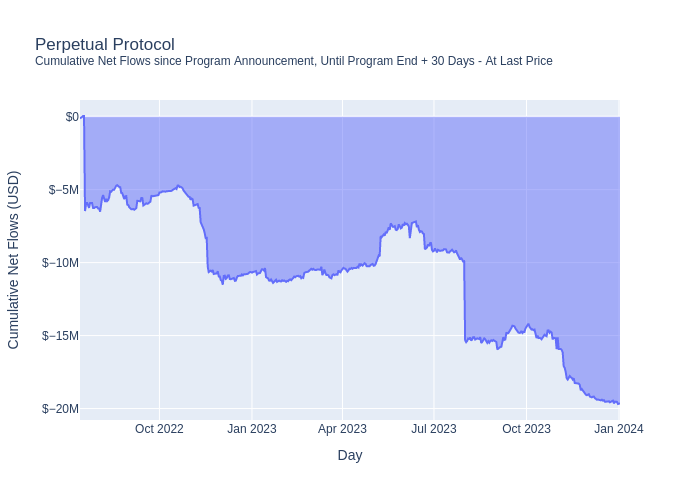 Perpetual Protocol
Cumulative Net Flows since Program Announcement, Until Program End + 30 Days - At Last Price
Cumulative Net Flows (USD)
$0
$−5M
$−10M
$−15M
$−20M
Oct 2022
Jan 2023
Apr 2023
Jul 2023
Oct 2023
Jan 2024
Day